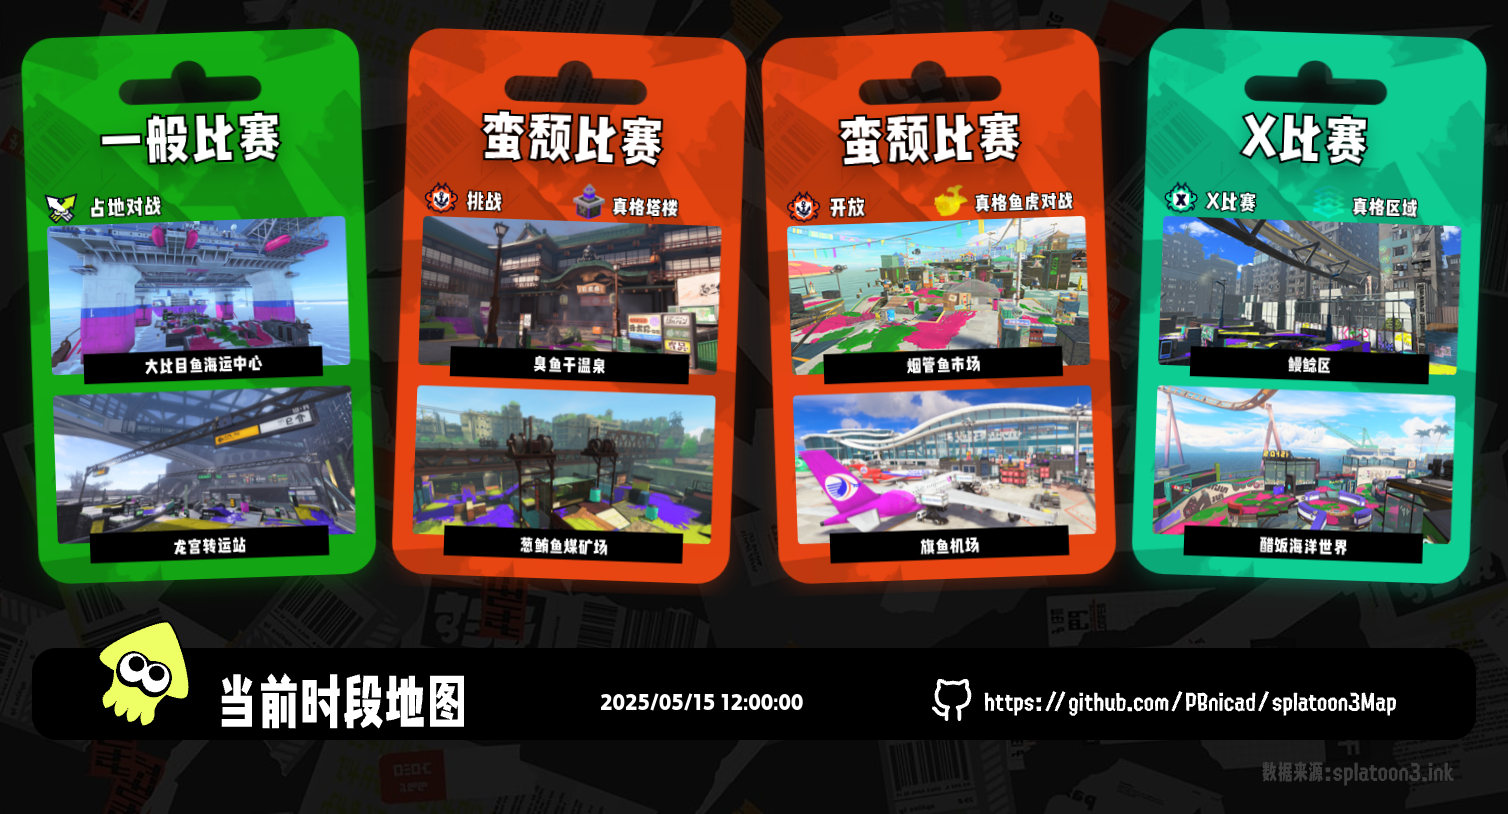 一般比赛
占地对战
大比目鱼海运中心
龙宫转运站
蛮颓比赛
挑战
真格塔楼
臭鱼干温泉
葱鲔鱼煤矿场
蛮颓比赛
开放
真格鱼虎对战
烟管鱼市场
旗鱼机场
X比赛
X比赛
真格区域
鳗鲶区
醋饭海洋世界
当前时段地图
2025/05/15 12:00:00
https://github.com/PBnicad/splatoon3Map
数据来源:splatoon3.ink